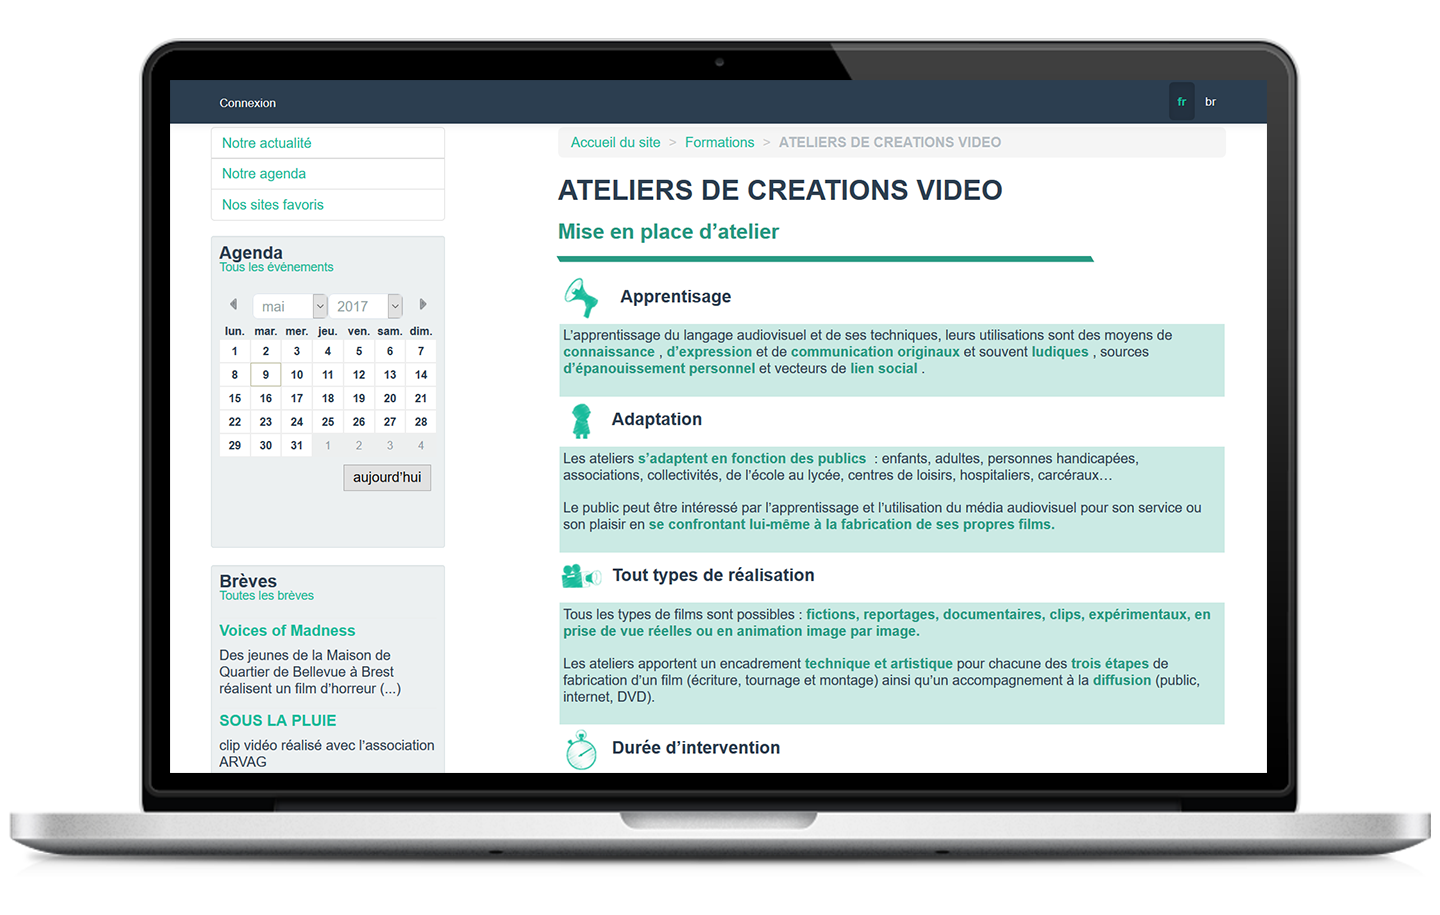 Connexion
fr
br
Notre actualité
Notre agenda
Nos sites favoris
Agenda
Tous les évènements
mai
2017
lun. mar. mer. jeu. ven. sam. dim.
1 2 3 4 5 6 7
8 9 10 11 12 13 14
15 16 17 18 19 20 21
22 23 24 25 26 27 28
29 30 31 1 2 3 4
aujourd'hui
Brèves
Toutes les brèves
Voices of Madness
Des jeunes de la Maison de
Quartier de Bellevue à Brest
réalisent un film d'horreur (...)
SOUS LA PLUIE
clip vidéo réalisé avec l'association
ARVAG
Accueil du site > Formations > ATELIERS DE CREATIONS VIDEO
ATELIERS DE CREATIONS VIDEO
Mise en place d'atelier
Apprentisage
L'apprentissage du langage audiovisuel et de ses techniques, leurs utilisations sont des moyens de
connaissance , d'expression et de communication originaux et souvent ludiques , sources
d'épanouissement personnel et vecteurs de lien social .
Adaptation
Les ateliers s'adaptent en fonction des publics : enfants, adultes, personnes handicapées,
associations, collectivités, de l'école au lycée, centres de loisirs, hospitaliers, carcéraux…
Le public peut être intéressé par l'apprentissage et l'utilisation du média audiovisuel pour son service ou
son plaisir en se confrontant lui-même à la fabrication de ses propres films.
Tout types de réalisation
Tous les types de films sont possibles : fictions, reportages, documentaires, clips, expérimentaux, en
prise de vue réelles ou en animation image par image.
Les ateliers apportent un encadrement technique et artistique pour chacune des trois étapes de
fabrication d'un film (écriture, tournage et montage) ainsi qu'un accompagnement à la diffusion (public,
internet, DVD).
Durée d'intervention